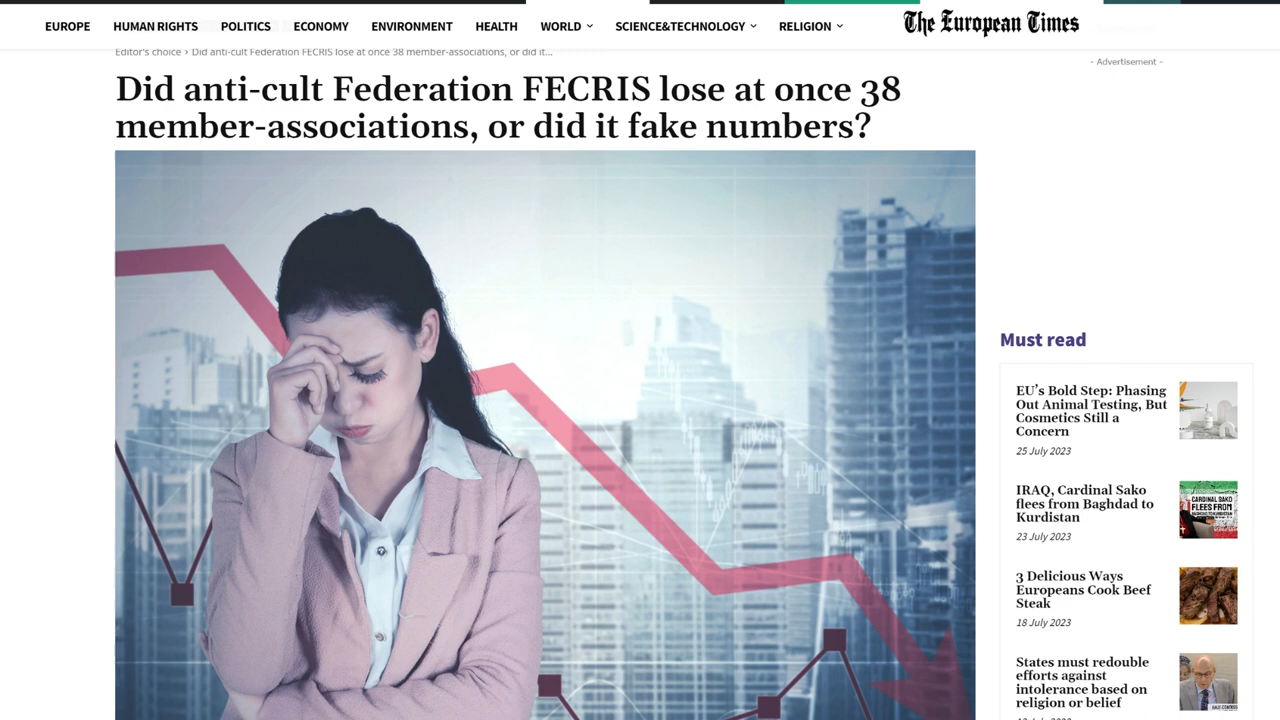 EUROPE HUMAN RIGHTS POLITICS ECONOMY ENVIRONMENT HEALTH WORLD SCIENCE&TECHNOLOGY RELIGION The European Times
Editor's choice › Did anti-cult Federation FECRIS lose at once 38 member-associations, or did it...
- Advertisement -
Did anti-cult Federation FECRIS lose at once 38
member-associations, or did it fake numbers?
Must read
EU's Bold Step: Phasing
Out Animal Testing, But
Cosmetics Still a
Concern
25 July 2023
IRAQ, Cardinal Sako
flees from Baghdad to
Kurdistan
23 July 2023
CARDINAL SAKO
FLEES FROM
BAGHDAD TO
KURDISTAN
3 Delicious Ways
Europeans Cook Beef
Steak
18 July 2023
States must redouble
efforts against
intolerance based on
religion or belief